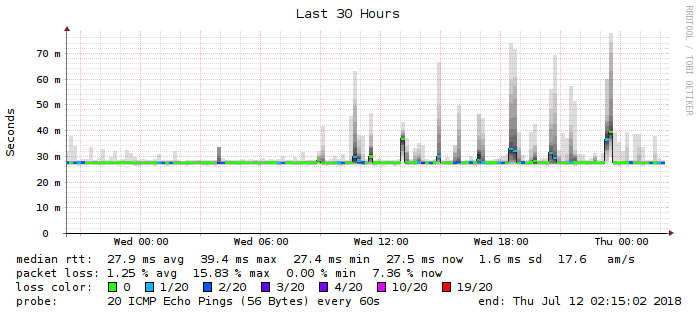 Last 30 Hours
RRDTOOL / TOBI OETIKER
Seconds
70 m
60 m
50 m
40 m
30 m
20 m
10 m
0
Wed 00:00 Wed 06:00 Wed 12:00 Wed 18:00 Thu 00:00
median rtt: 27.9 ms avg 39.4 ms max 27.4 ms min 27.5 ms now 1.6 ms sd 17.6 am/s
packet loss: 1.25 % avg 15.83 % max 0.00 % min 7.36 % now
loss color: 0 1/20 2/20 3/20 4/20 10/20 19/20
probe: 20 ICMP Echo Pings (56 Bytes) every 60s end: Thu Jul 12 02:15:02 2018